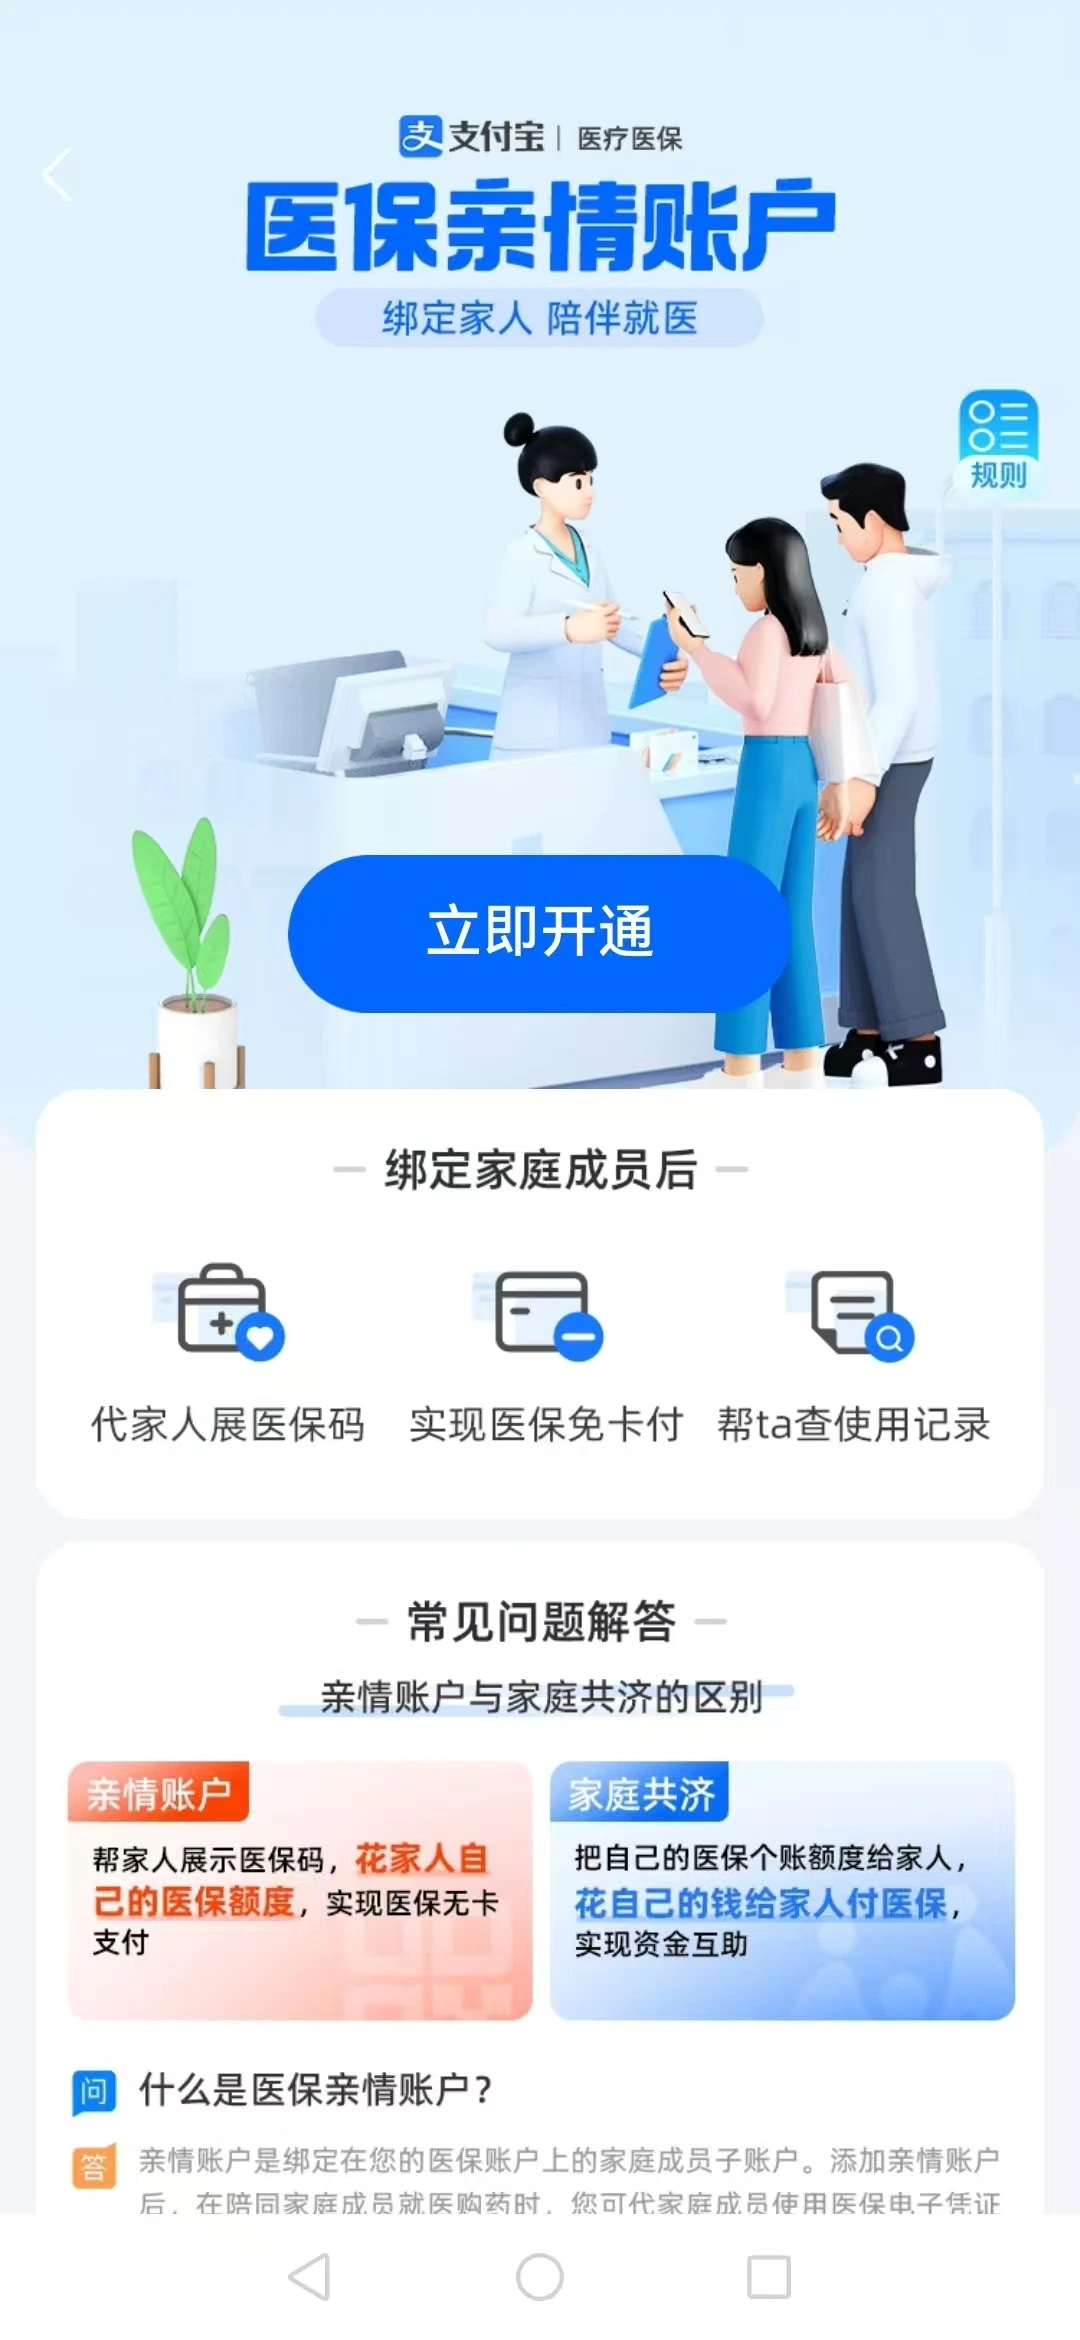 支付宝 | 医疗医保
医保亲情账户
绑定家人 陪伴就医
规则
立即开通
绑定家庭成员后
代家人展医保码
实现医保免卡付
帮ta查使用记录
常见问题解答
亲情账户与家庭共济的区别
亲情账户
帮家人展示医保码，花家人自
己的医保额度，实现医保无卡
支付
家庭共济
把自己的医保个账额度给家人，
花自己的钱给家人付医保，
实现资金互助
问 什么是医保亲情账户？
答 亲情账户是绑定在您的医保账户上的家庭成员子账户。添加亲情账户
后，在陪同家庭成员就医购药时，您可代家庭成员使用医保电子凭证